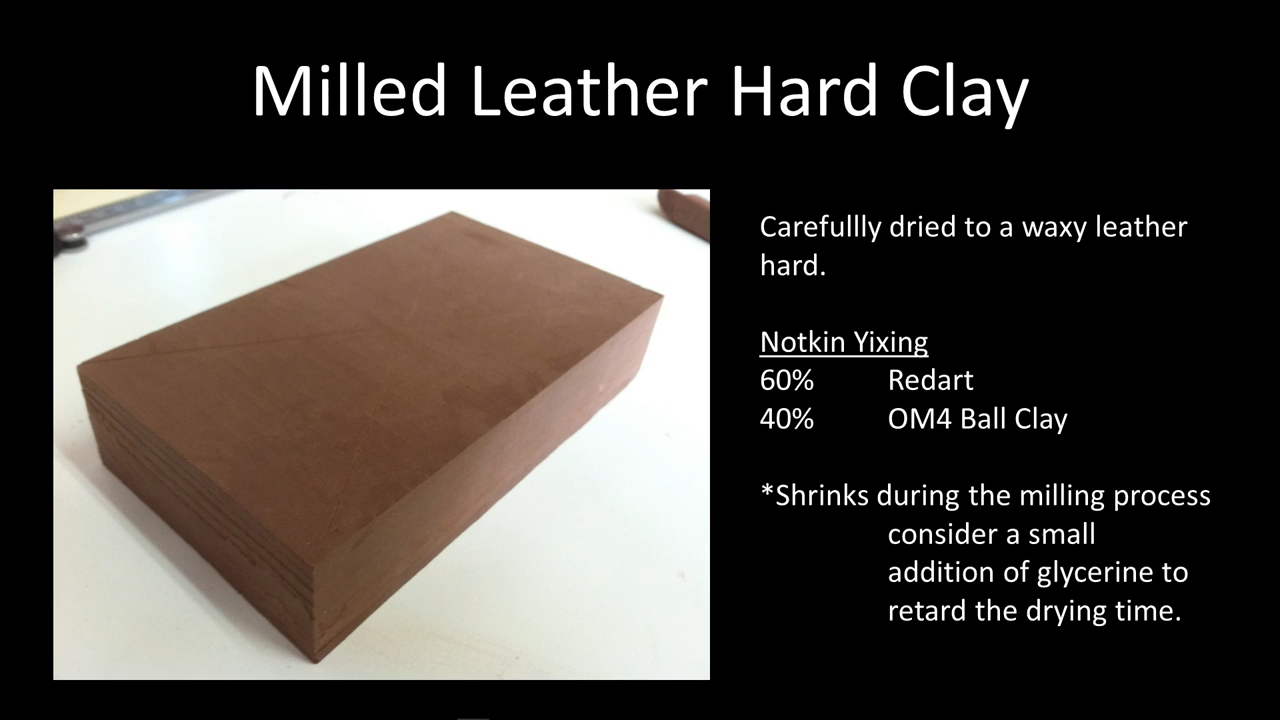 Milled Leather Hard Clay
Carefullly dried to a waxy leather
hard.
Notkin Yixing
60% Redart
40% OM4 Ball Clay
*Shrinks during the milling process
consider a small
addition of glycerine to
retard the drying time.